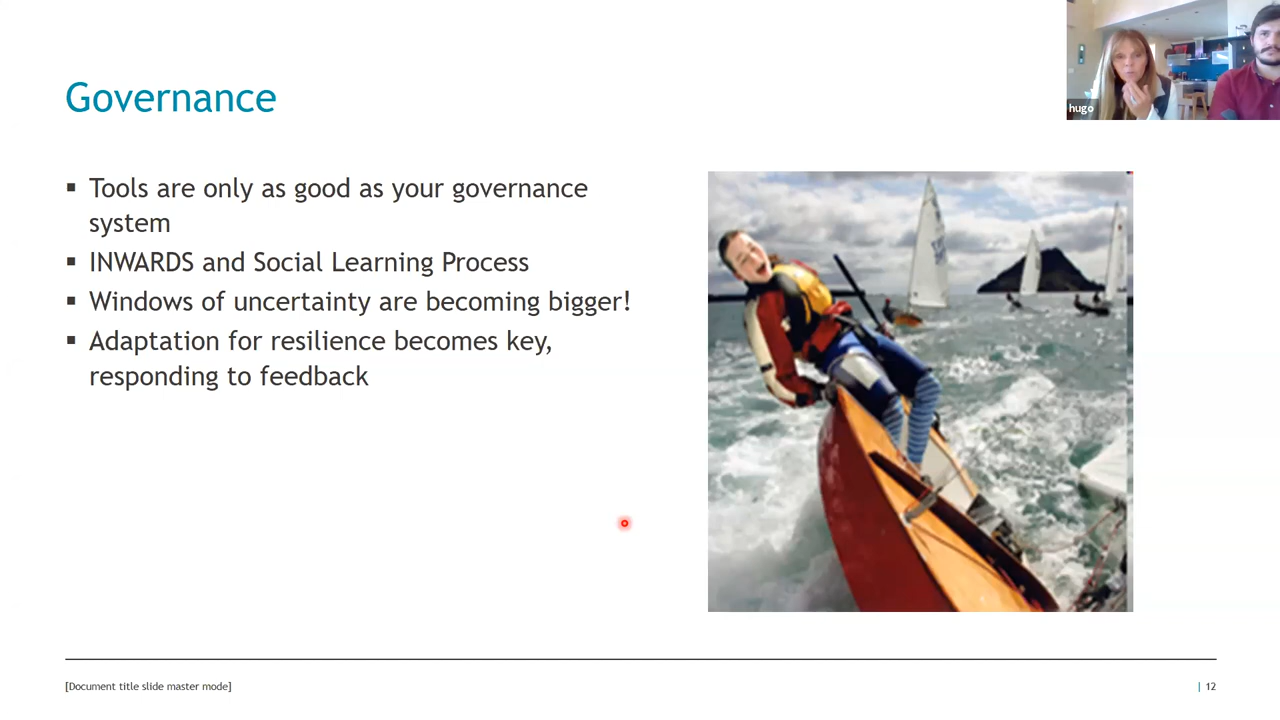 hugo
Governance
▪ Tools are only as good as your governance
system
▪ INWARDS and Social Learning Process
▪ Windows of uncertainty are becoming bigger!
▪ Adaptation for resilience becomes key,
responding to feedback
[Document title slide master mode]
| 12